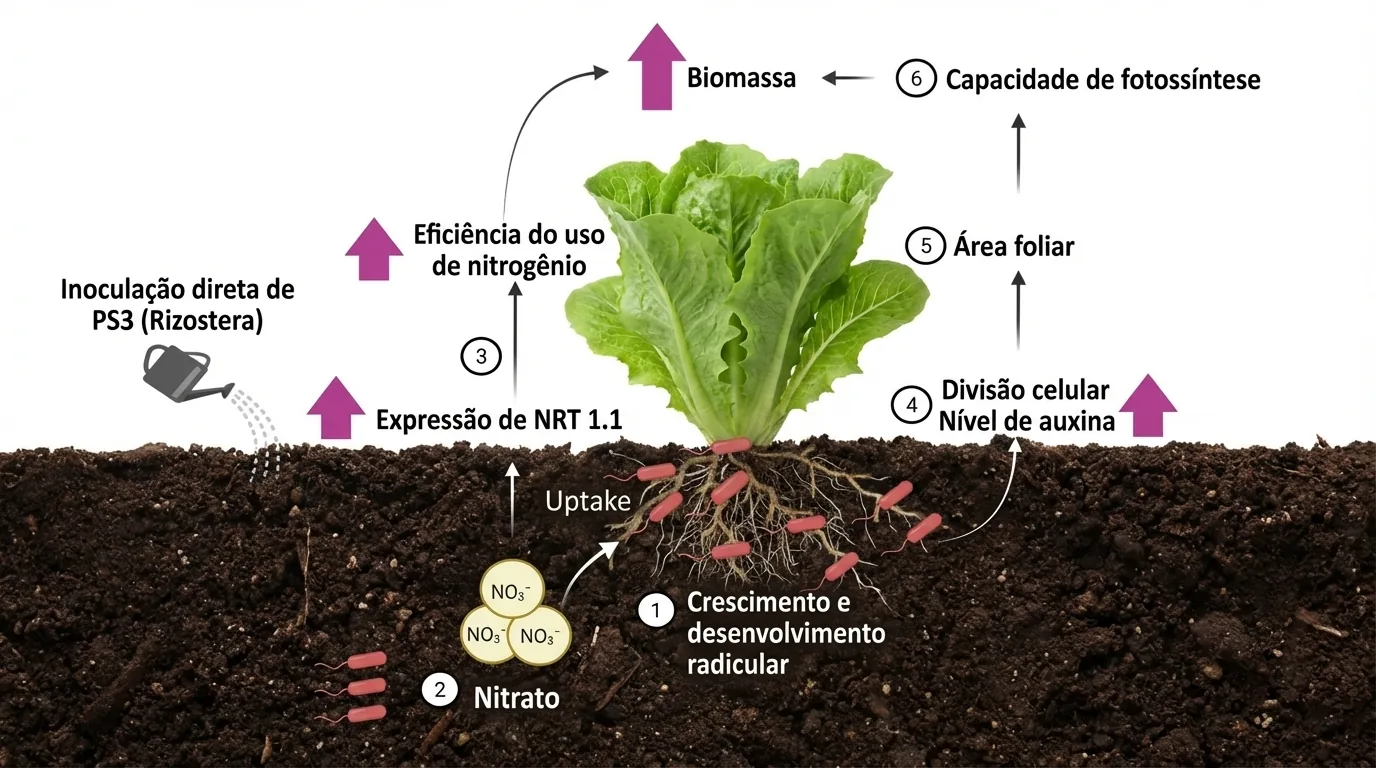 Biomassa
6 Capacidade de fotossíntese
Eficiência do uso
de nitrogênio
5 Área foliar
Inoculação direta de
PS3 (Rizostera)
3
Expressão de NRT 1.1
4 Divisão celular
Nível de auxina
Uptake
NO₃⁻
NO₃⁻ NO₃⁻
1 Crescimento e
desenvolvimento
radicular
2 Nitrato